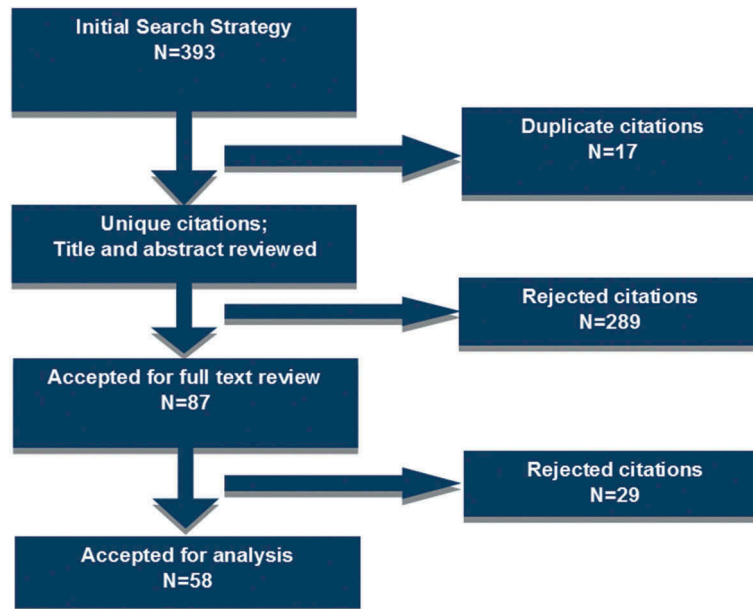 Initial Search Strategy
N=393
Duplicate citations
N=17
Unique citations;
Title and abstract reviewed
Rejected citations
N=289
Accepted for full text review
N=87
Rejected citations
N=29
Accepted for analysis
N=58